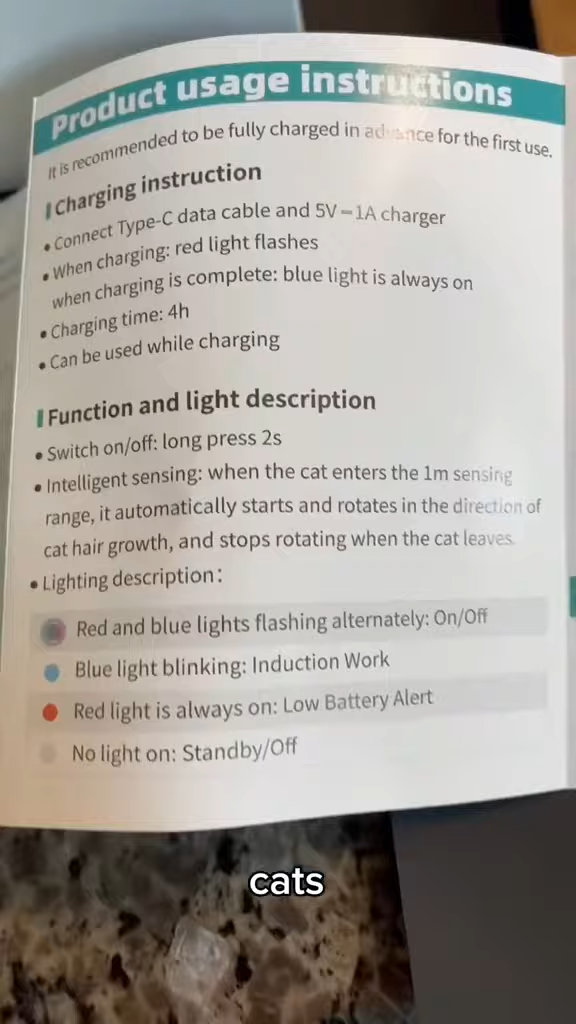 Product usage instructions
It is recommended to be fully charged in advance for the first use.
Charging instruction
• Connect Type-C data cable and 5V⎓1A charger
• When charging: red light flashes
when charging is complete: blue light is always on
• Charging time: 4h
• Can be used while charging
Function and light description
• Switch on/off: long press 2s
• Intelligent sensing: when the cat enters the 1m sensing
range, it automatically starts and rotates in the direction of
cat hair growth, and stops rotating when the cat leaves.
• Lighting description:
Red and blue lights flashing alternately: On/Off
Blue light blinking: Induction Work
Red light is always on: Low Battery Alert
No light on: Standby/Off
cats